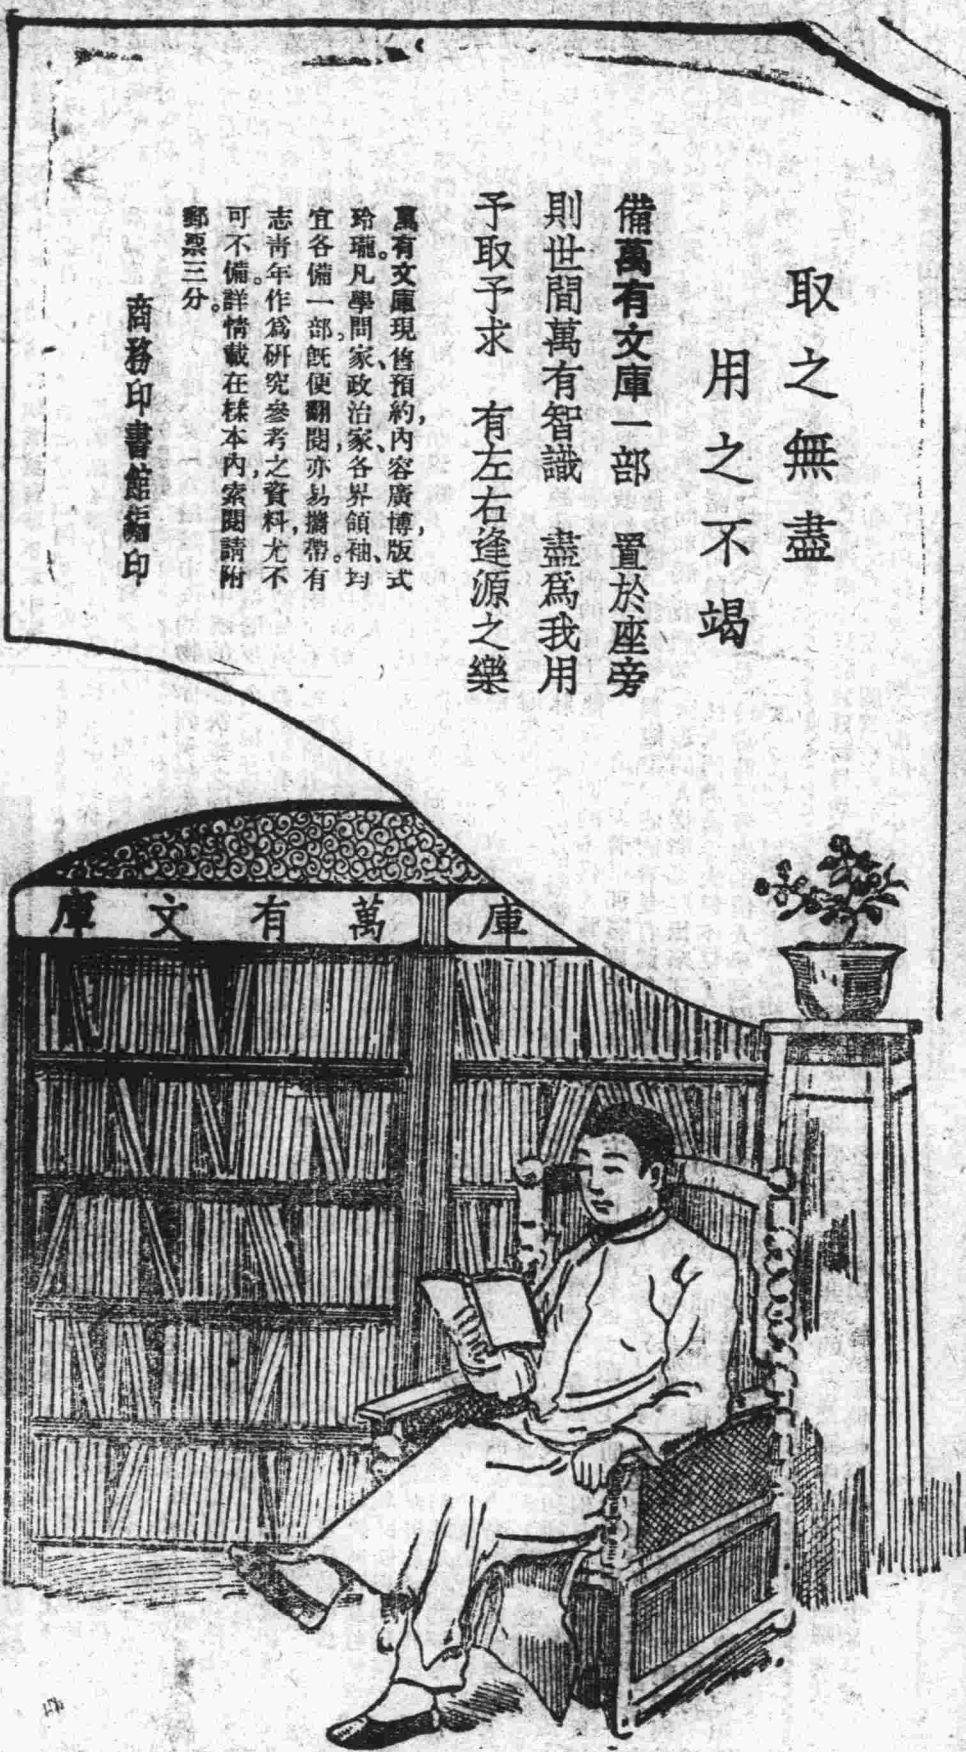 取之無盡
用之不竭
備萬有文庫一部　置於座旁
則世間萬有智識　盡爲我用
予取予求　有左右逢源之樂
萬有文庫現售預約，內容廣博，版式
玲瓏。凡學問家、政治家、各界領袖、均
宜各備一部，旣便翻閱，亦易攜帶。有
志靑年作爲硏究參考之資料，尤不
可不備。詳情載在樣本內，索閱請附
郵票三分。
商務印書館編印
萬有文庫
庫